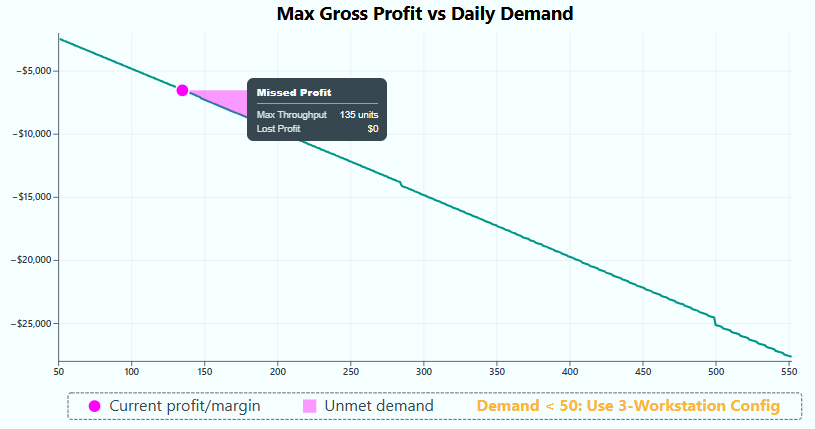 Max Gross Profit vs Daily Demand
−$5,000
−$10,000
−$15,000
−$20,000
−$25,000
Missed Profit
Max Throughput 135 units
Lost Profit $0
50 100 150 200 250 300 350 400 450 500 550
Current profit/margin Unmet demand Demand < 50: Use 3-Workstation Config